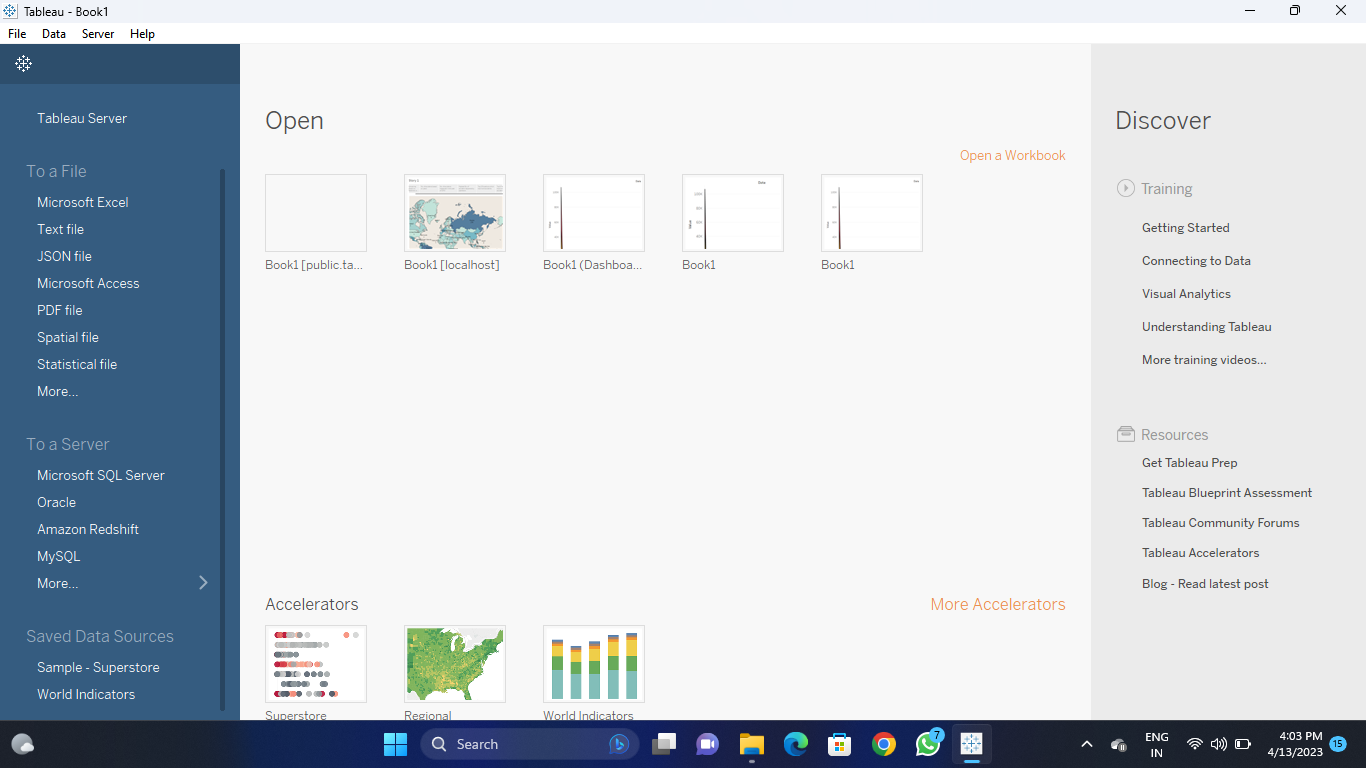 Tableau - Book1
File Data Server Help
Tableau Server
To a File
Microsoft Excel
Text file
JSON file
Microsoft Access
PDF file
Spatial file
Statistical file
More...
To a Server
Microsoft SQL Server
Oracle
Amazon Redshift
MySQL
More...
Saved Data Sources
Sample - Superstore
World Indicators
Open
Open a Workbook
Book1 [public.ta...
Book1 [localhost]
Book1 (Dashboa...
Book1
Book1
Accelerators
More Accelerators
Superstore
Regional
World Indicators
Discover
Training
Getting Started
Connecting to Data
Visual Analytics
Understanding Tableau
More training videos...
Resources
Get Tableau Prep
Tableau Blueprint Assessment
Tableau Community Forums
Tableau Accelerators
Blog - Read latest post
Search
7
ENG
IN
4:03 PM
4/13/2023
15